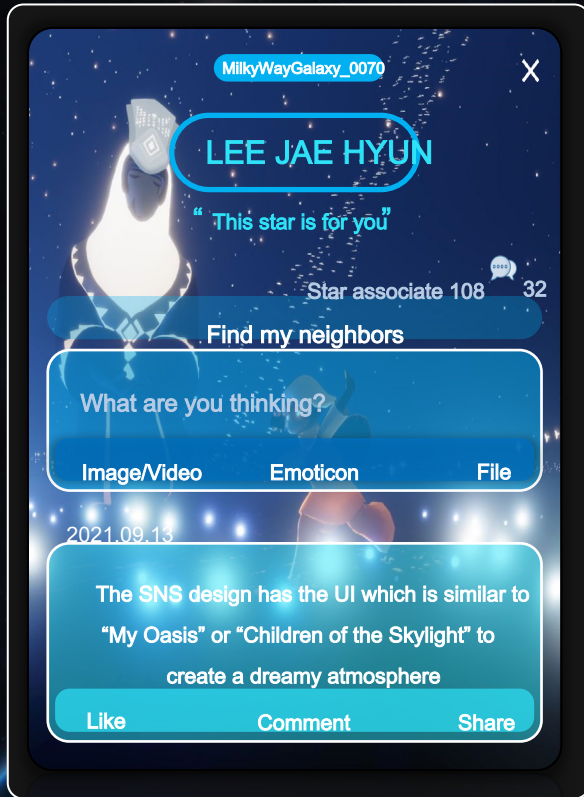 MilkyWayGalaxy_0070
X
LEE JAE HYUN
“ This star is for you”
Star associate 108 32
Find my neighbors
What are you thinking?
Image/Video Emoticon File
2021.09.13
The SNS design has the UI which is similar to
“My Oasis” or “Children of the Skylight” to
create a dreamy atmosphere
Like Comment Share